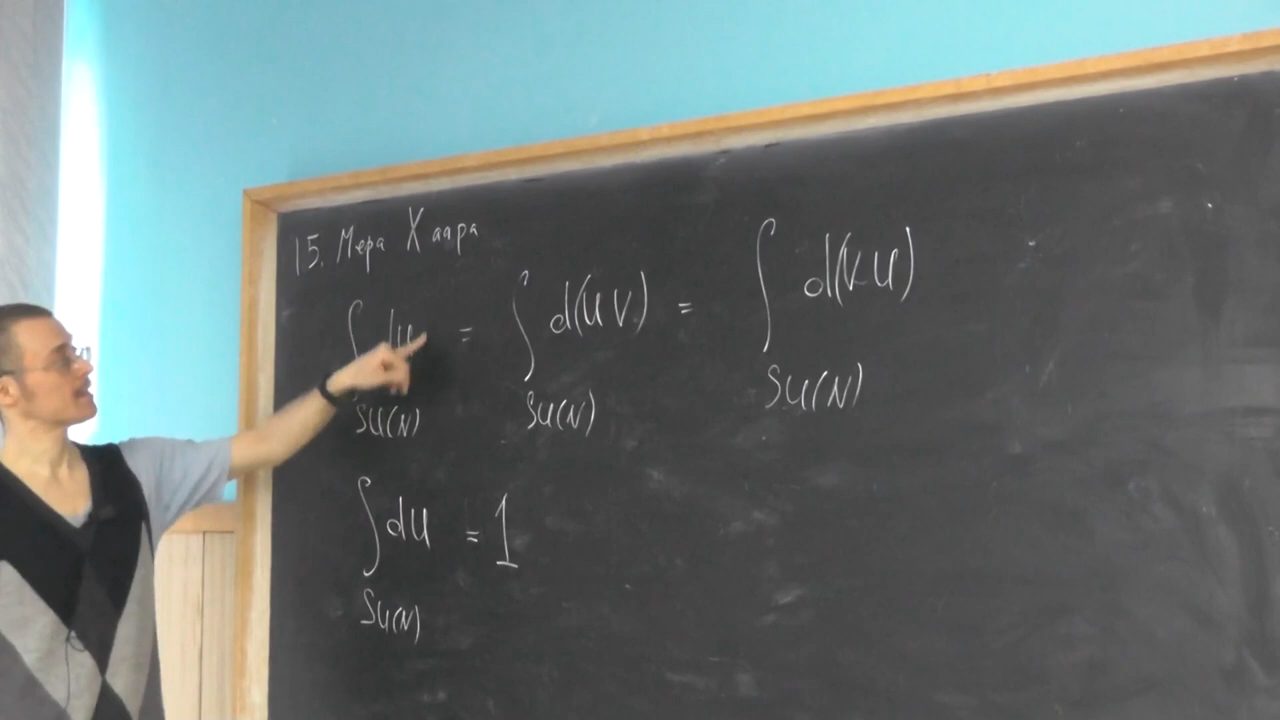 15. Мера Хаара
∫ du = ∫ d(uv) = ∫ d(vu)
SU(N) SU(N) SU(N)
∫ du = 1
SU(N)